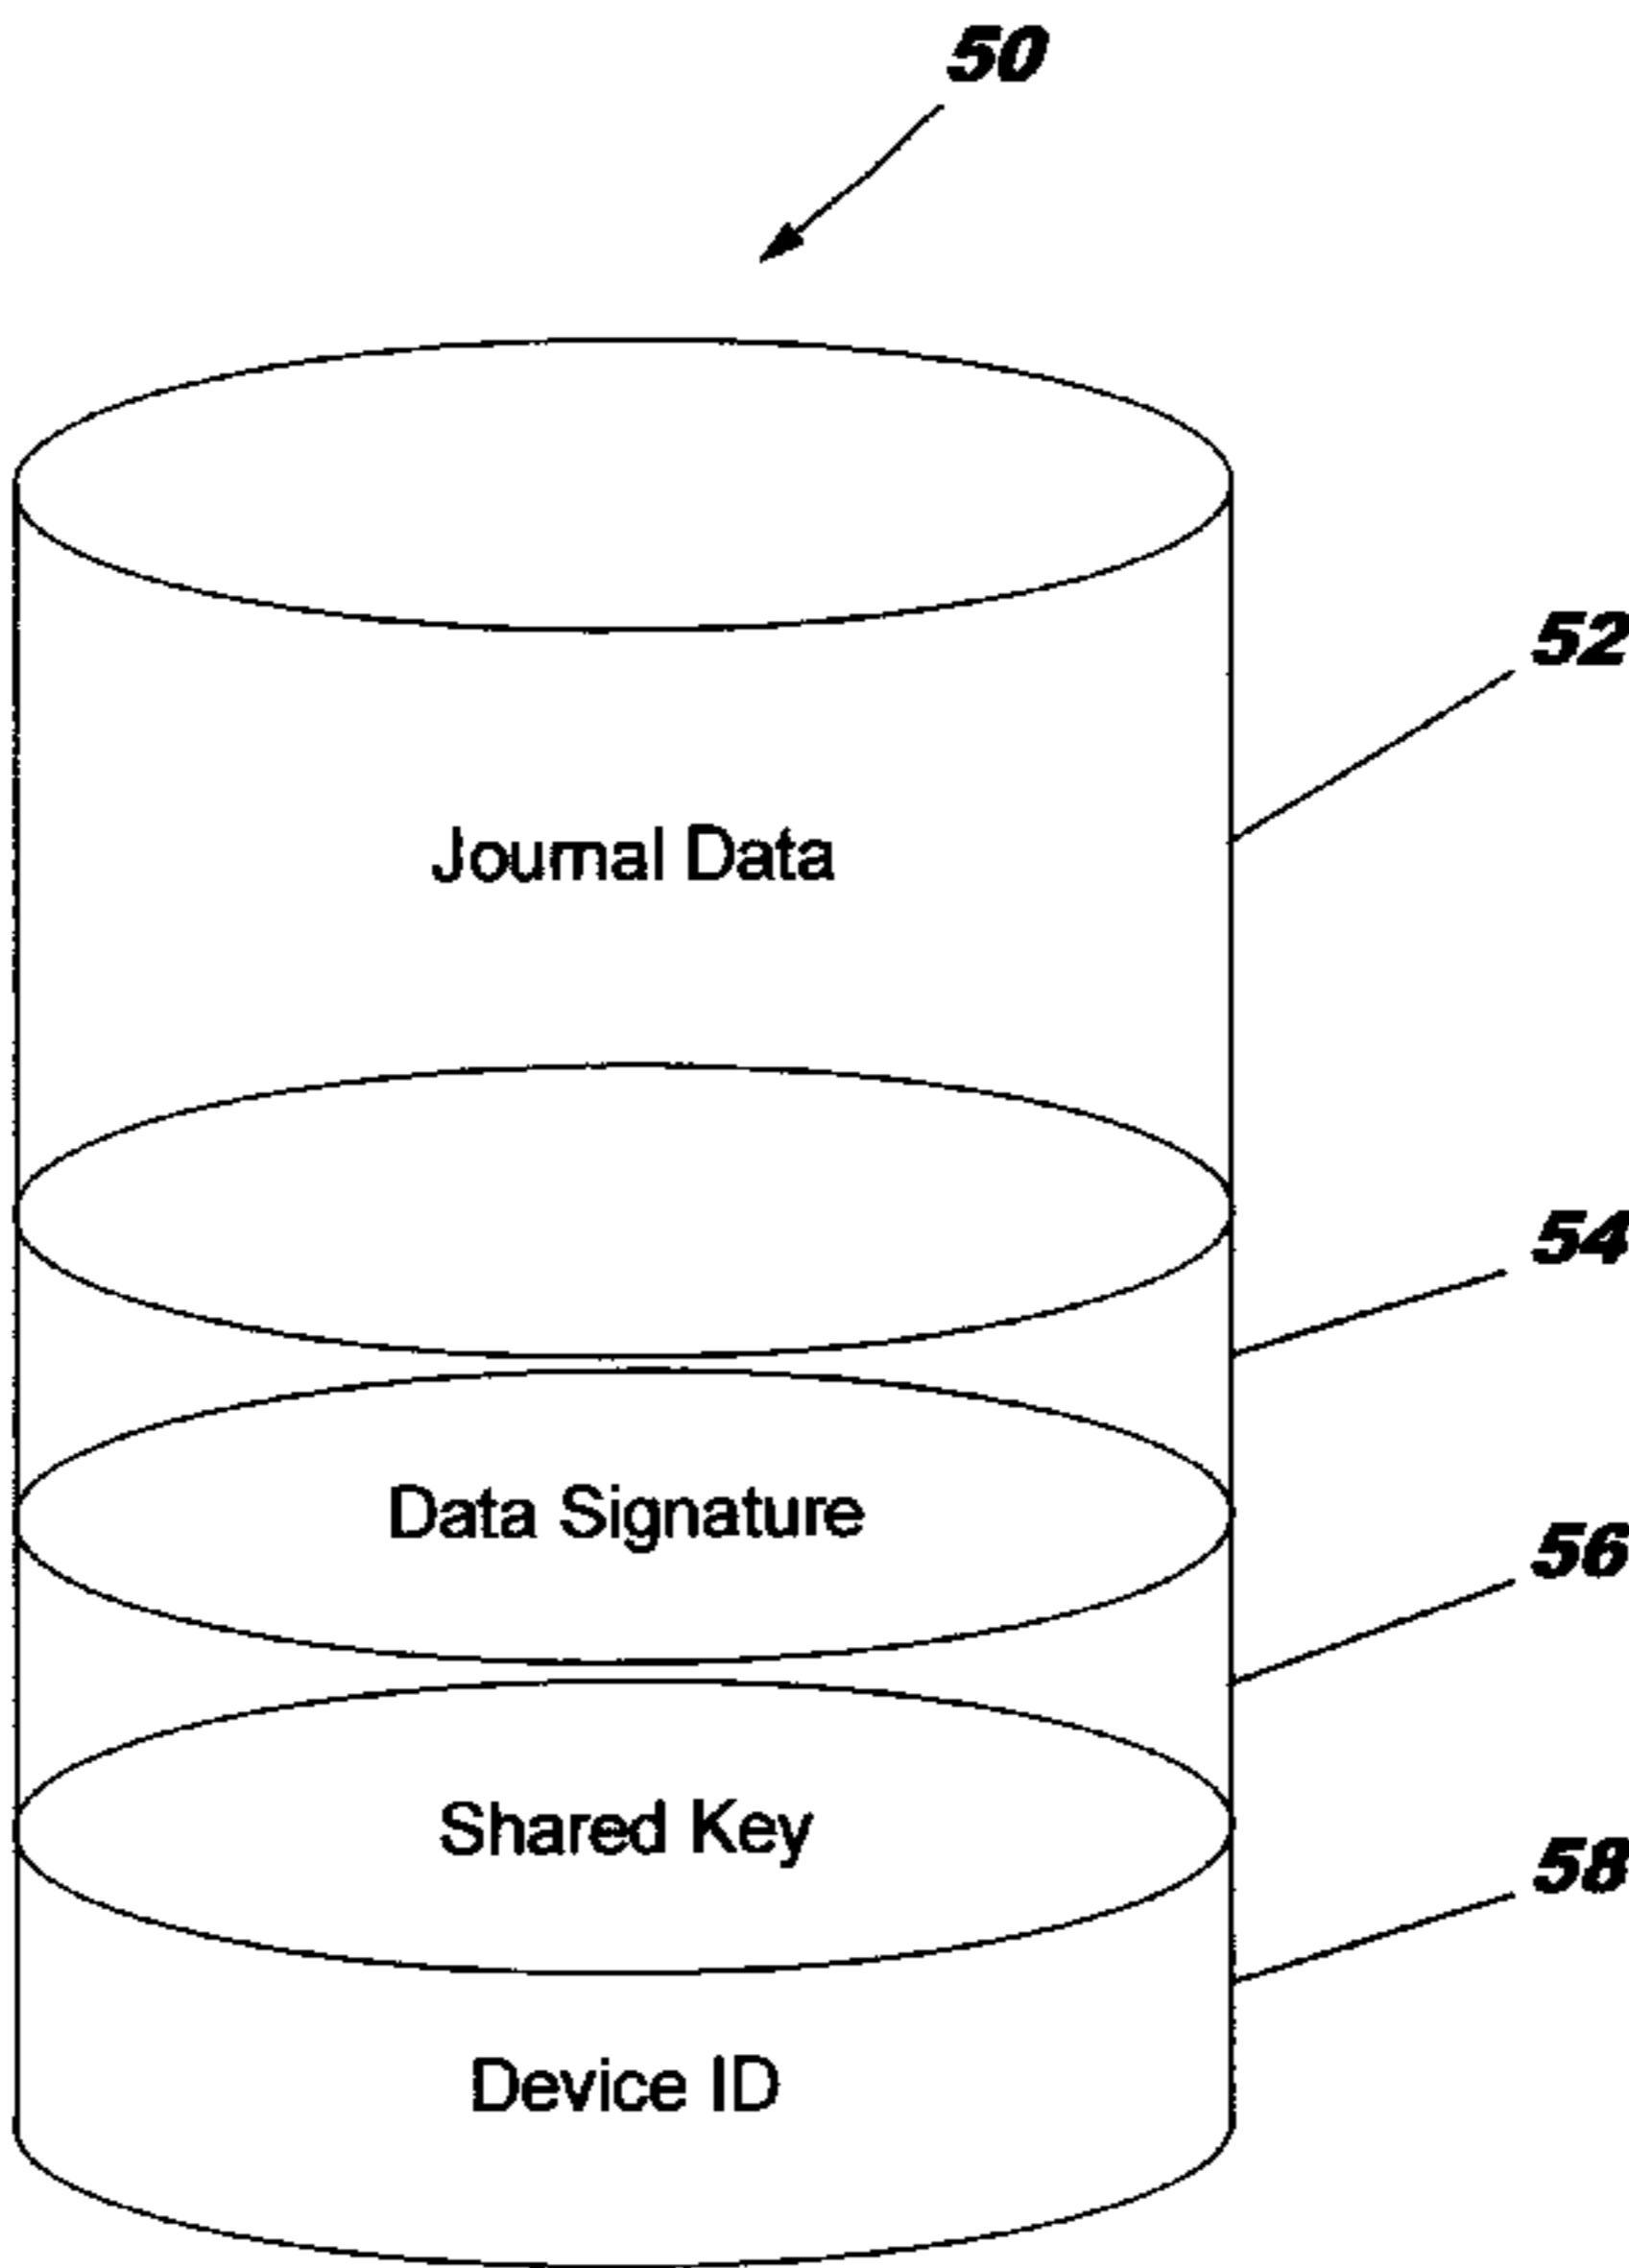 50
52
Journal Data
54
Data Signature
56
Shared Key
58
Device ID